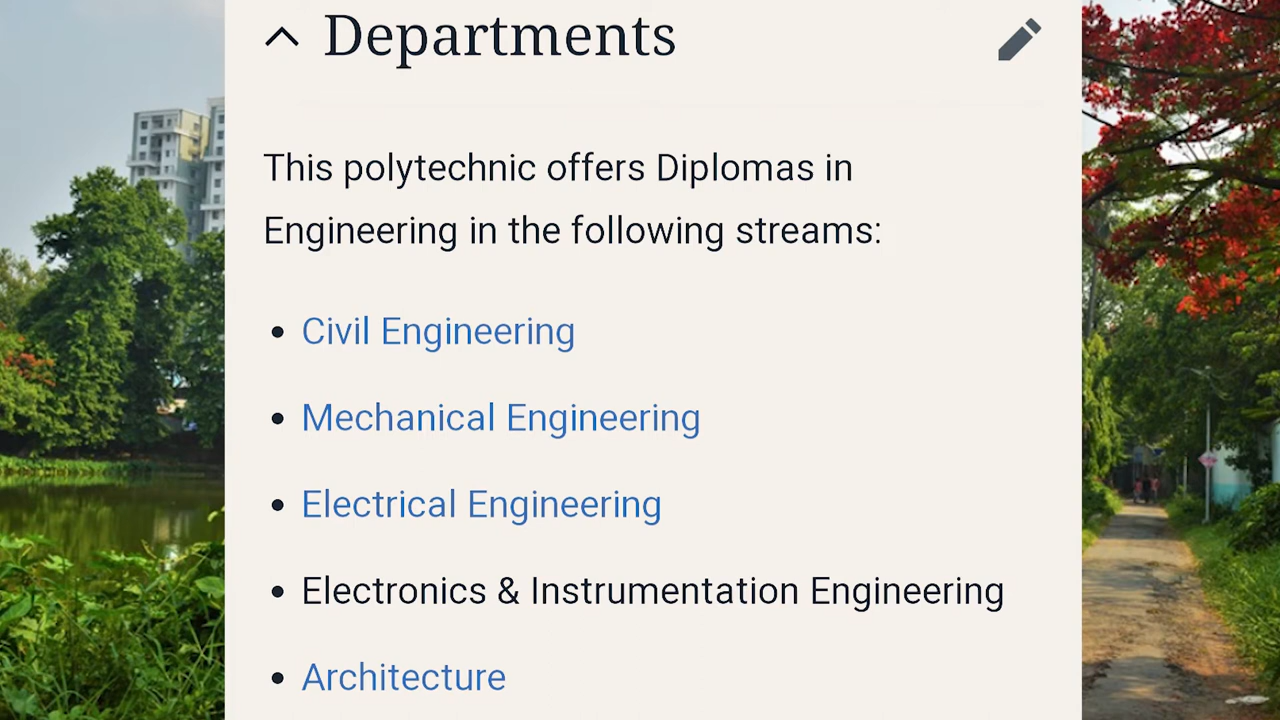 Departments
This polytechnic offers Diplomas in
Engineering in the following streams:
• Civil Engineering
• Mechanical Engineering
• Electrical Engineering
• Electronics & Instrumentation Engineering
• Architecture